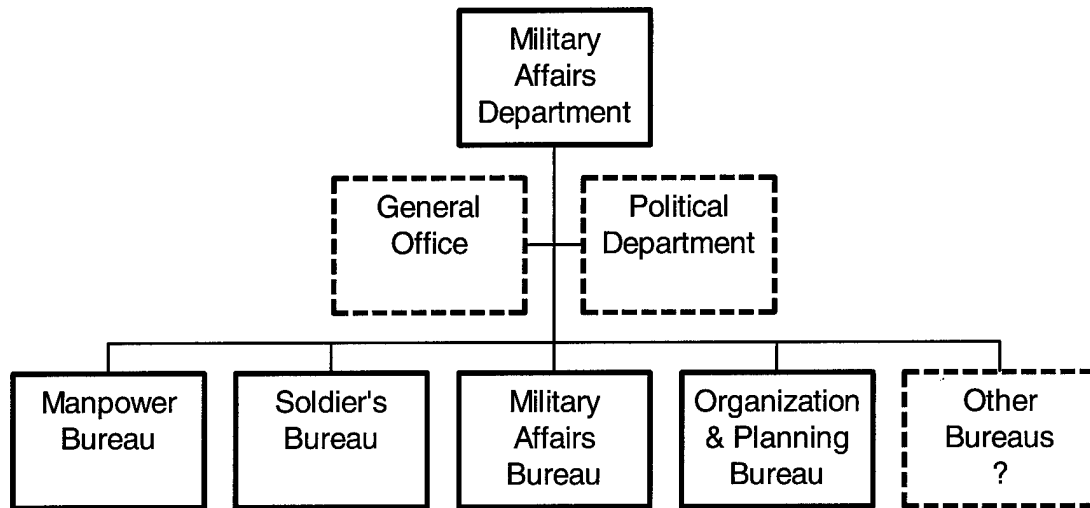 Military
Affairs
Department
General
Office
Political
Department
Manpower
Bureau
Soldier's
Bureau
Military
Affairs
Bureau
Organization
& Planning
Bureau
Other
Bureaus
?